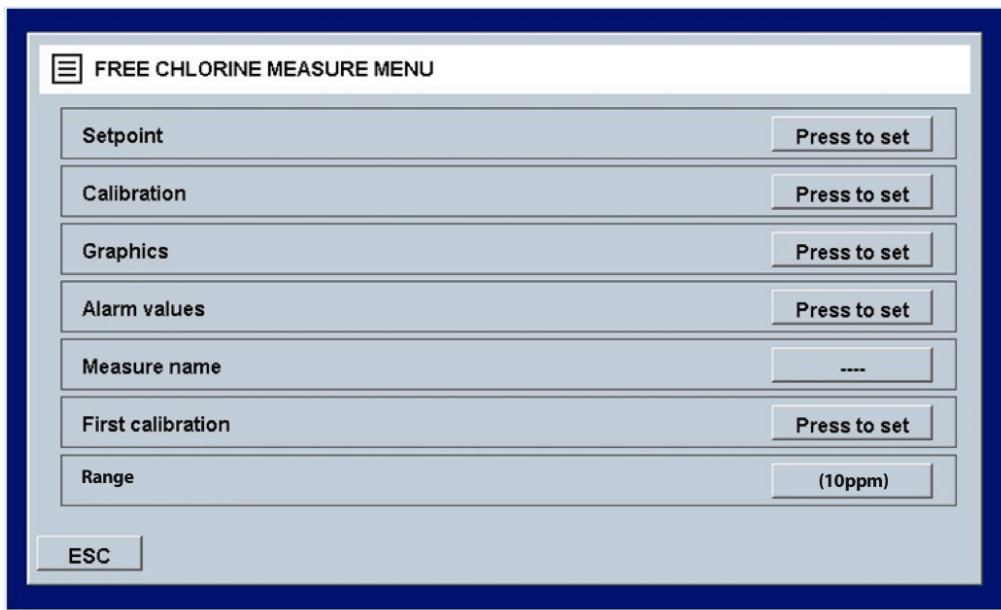 FREE CHLORINE MEASURE MENU
Setpoint Press to set
Calibration Press to set
Graphics Press to set
Alarm values Press to set
Measure name ----
First calibration Press to set
Range (10ppm)
ESC